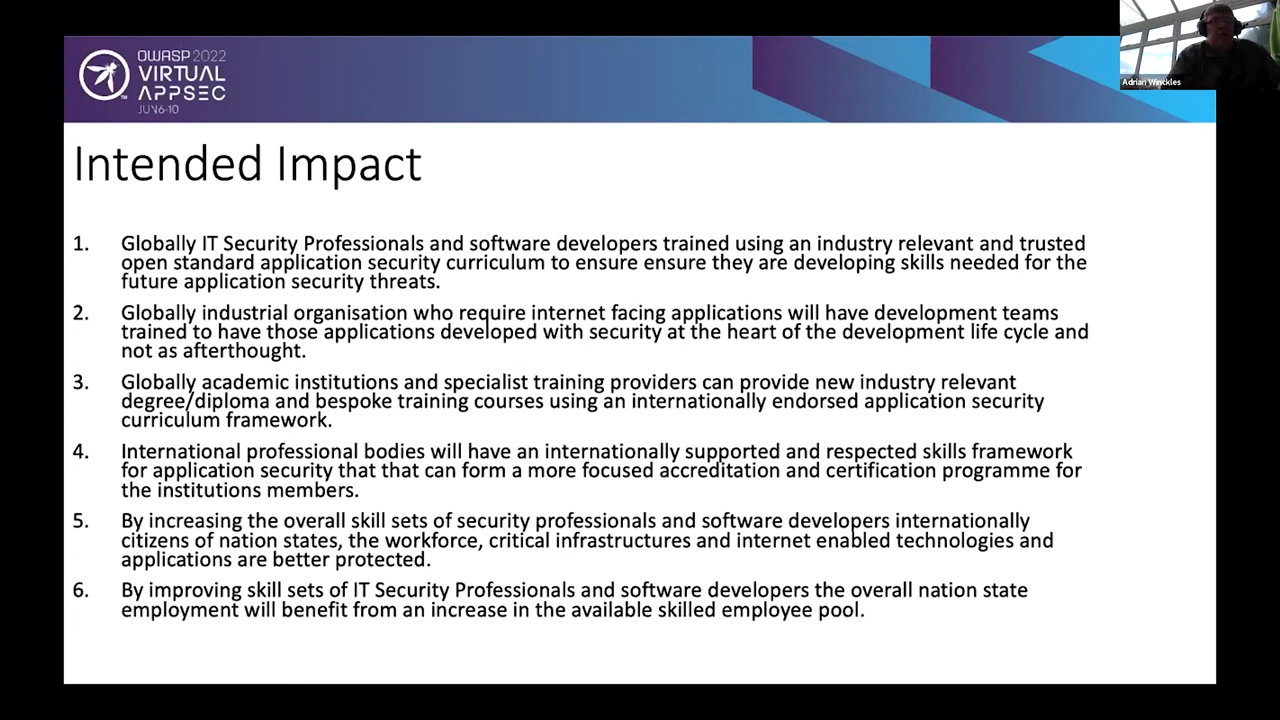 OWASP 2022
VIRTUAL
APPSEC
JUN 6-10
Adrian Winckles
Intended Impact
1. Globally IT Security Professionals and software developers trained using an industry relevant and trusted
open standard application security curriculum to ensure ensure they are developing skills needed for the
future application security threats.
2. Globally industrial organisation who require internet facing applications will have development teams
trained to have those applications developed with security at the heart of the development life cycle and
not as afterthought.
3. Globally academic institutions and specialist training providers can provide new industry relevant
degree/diploma and bespoke training courses using an internationally endorsed application security
curriculum framework.
4. International professional bodies will have an internationally supported and respected skills framework
for application security that that can form a more focused accreditation and certification programme for
the institutions members.
5. By increasing the overall skill sets of security professionals and software developers internationally
citizens of nation states, the workforce, critical infrastructures and internet enabled technologies and
applications are better protected.
6. By improving skill sets of IT Security Professionals and software developers the overall nation state
employment will benefit from an increase in the available skilled employee pool.